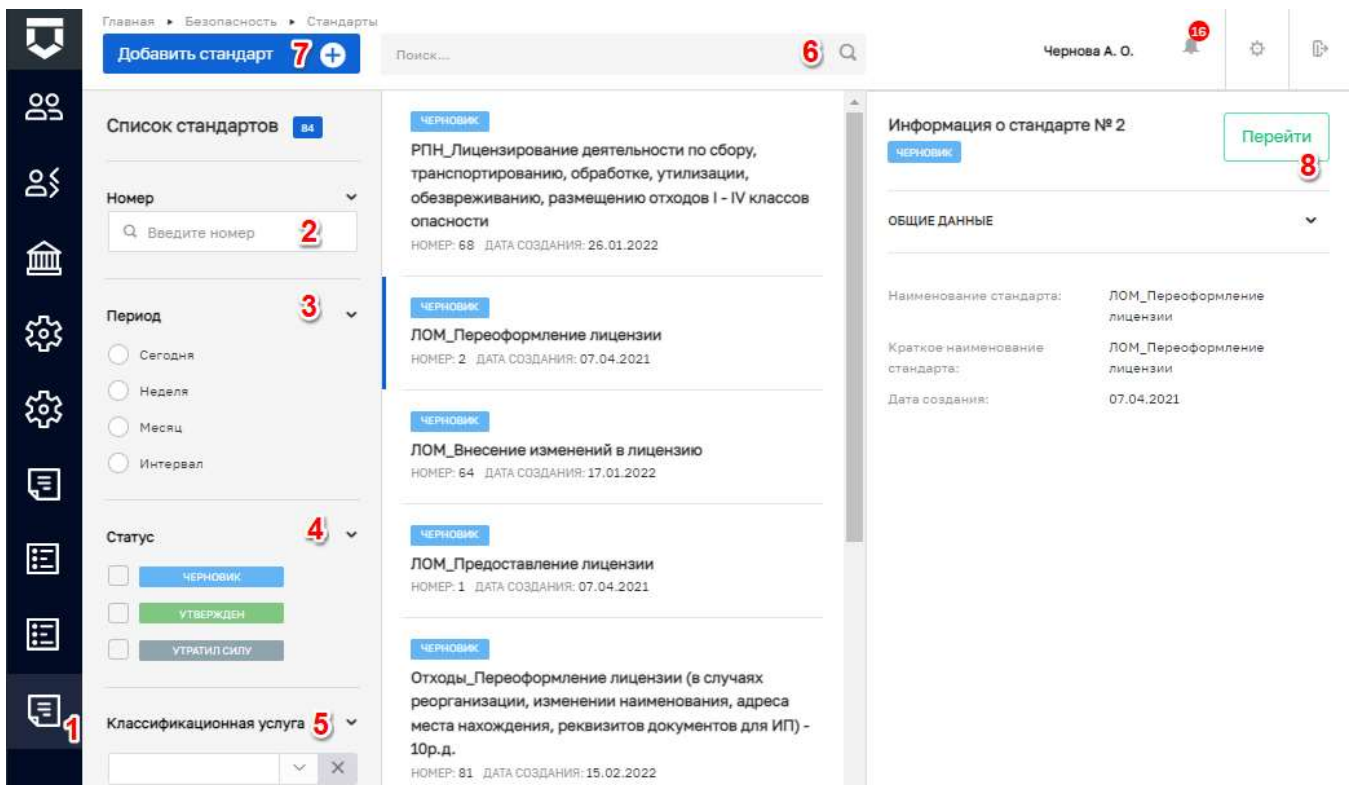 Главная ▸ Безопасность ▸ Стандарты
Добавить стандарт 7
Поиск... 6
Чернова А. О.
16
Список стандартов 84
Номер
Введите номер 2
Период 3
Сегодня
Неделя
Месяц
Интервал
Статус 4
ЧЕРНОВИК
УТВЕРЖДЕН
УТРАТИЛ СИЛУ
Классификационная услуга 5
1
ЧЕРНОВИК
РПН_Лицензирование деятельности по сбору,
транспортированию, обработке, утилизации,
обезвреживанию, размещению отходов I - IV классов
опасности
НОМЕР: 68 ДАТА СОЗДАНИЯ: 26.01.2022
ЧЕРНОВИК
ЛОМ_Переоформление лицензии
НОМЕР: 2 ДАТА СОЗДАНИЯ: 07.04.2021
ЧЕРНОВИК
ЛОМ_Внесение изменений в лицензию
НОМЕР: 64 ДАТА СОЗДАНИЯ: 17.01.2022
ЧЕРНОВИК
ЛОМ_Предоставление лицензии
НОМЕР: 1 ДАТА СОЗДАНИЯ: 07.04.2021
ЧЕРНОВИК
Отходы_Переоформление лицензии (в случаях
реорганизации, изменении наименования, адреса
места нахождения, реквизитов документов для ИП) -
10р.д.
НОМЕР: 81 ДАТА СОЗДАНИЯ: 15.02.2022
Информация о стандарте № 2
ЧЕРНОВИК
Перейти
8
ОБЩИЕ ДАННЫЕ
Наименование стандарта: ЛОМ_Переоформление
лицензии
Краткое наименование ЛОМ_Переоформление
стандарта: лицензии
Дата создания: 07.04.2021